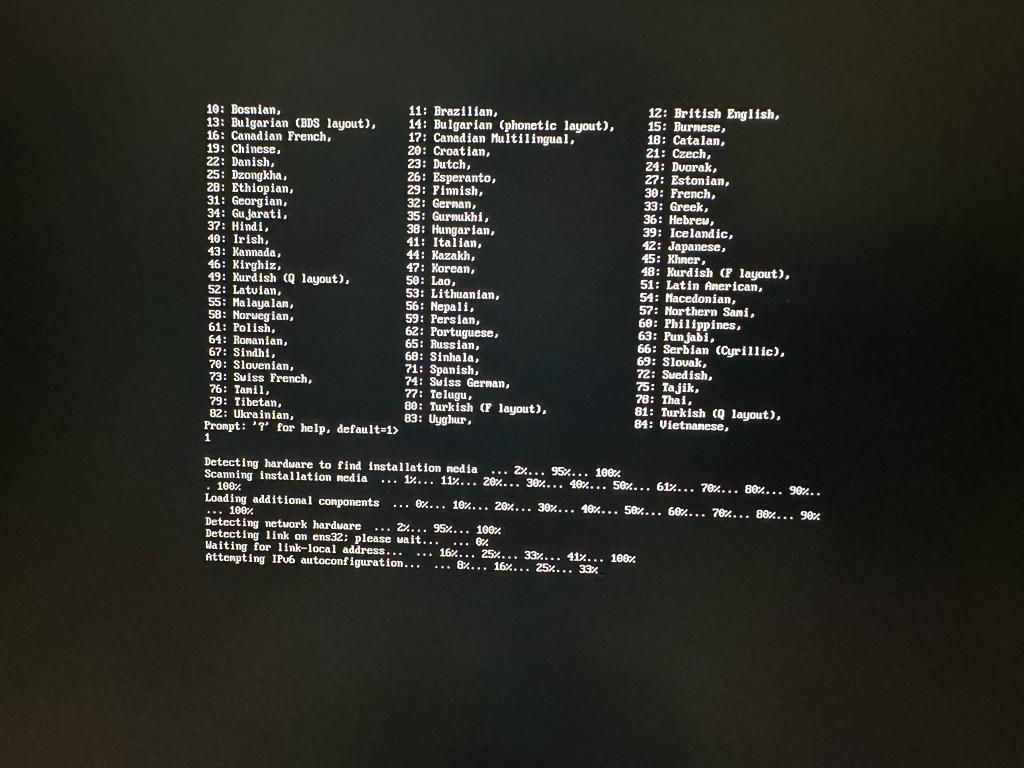 10: Bosnian, 11: Brazilian, 12: British English,
13: Bulgarian (BDS layout), 14: Bulgarian (phonetic layout), 15: Burmese,
16: Canadian French, 17: Canadian Multilingual, 18: Catalan,
19: Chinese, 20: Croatian, 21: Czech,
22: Danish, 23: Dutch, 24: Dvorak,
25: Dzongkha, 26: Esperanto, 27: Estonian,
28: Ethiopian, 29: Finnish, 30: French,
31: Georgian, 32: German, 33: Greek,
34: Gujarati, 35: Gurmukhi, 36: Hebrew,
37: Hindi, 38: Hungarian, 39: Icelandic,
40: Irish, 41: Italian, 42: Japanese,
43: Kannada, 44: Kazakh, 45: Khmer,
46: Kirghiz, 47: Korean, 48: Kurdish (F layout),
49: Kurdish (Q layout), 50: Lao, 51: Latin American,
52: Latvian, 53: Lithuanian, 54: Macedonian,
55: Malayalam, 56: Nepali, 57: Northern Sami,
58: Norwegian, 59: Persian, 60: Philippines,
61: Polish, 62: Portuguese, 63: Punjabi,
64: Romanian, 65: Russian, 66: Serbian (Cyrillic),
67: Sindhi, 68: Sinhala, 69: Slovak,
70: Slovenian, 71: Spanish, 72: Swedish,
73: Swiss French, 74: Swiss German, 75: Tajik,
76: Tamil, 77: Telugu, 78: Thai,
79: Tibetan, 80: Turkish (F layout), 81: Turkish (Q layout),
82: Ukrainian, 83: Uyghur, 84: Vietnamese,
Prompt: '?' for help, default=1>
1
Detecting hardware to find installation media ... 2%... 95%... 100%
Scanning installation media ... 1%... 11%... 20%... 30%... 40%... 50%... 61%... 70%... 80%... 90%..
. 100%
Loading additional components ... 0%... 10%... 20%... 30%... 40%... 50%... 60%... 70%... 80%... 90%
... 100%
Detecting network hardware ... 2%... 95%... 100%
Detecting link on ens32; please wait... ... 0%
Waiting for link-local address... ... 16%... 25%... 33%... 41%... 100%
Attempting IPv6 autoconfiguration... ... 8%... 16%... 25%... 33%